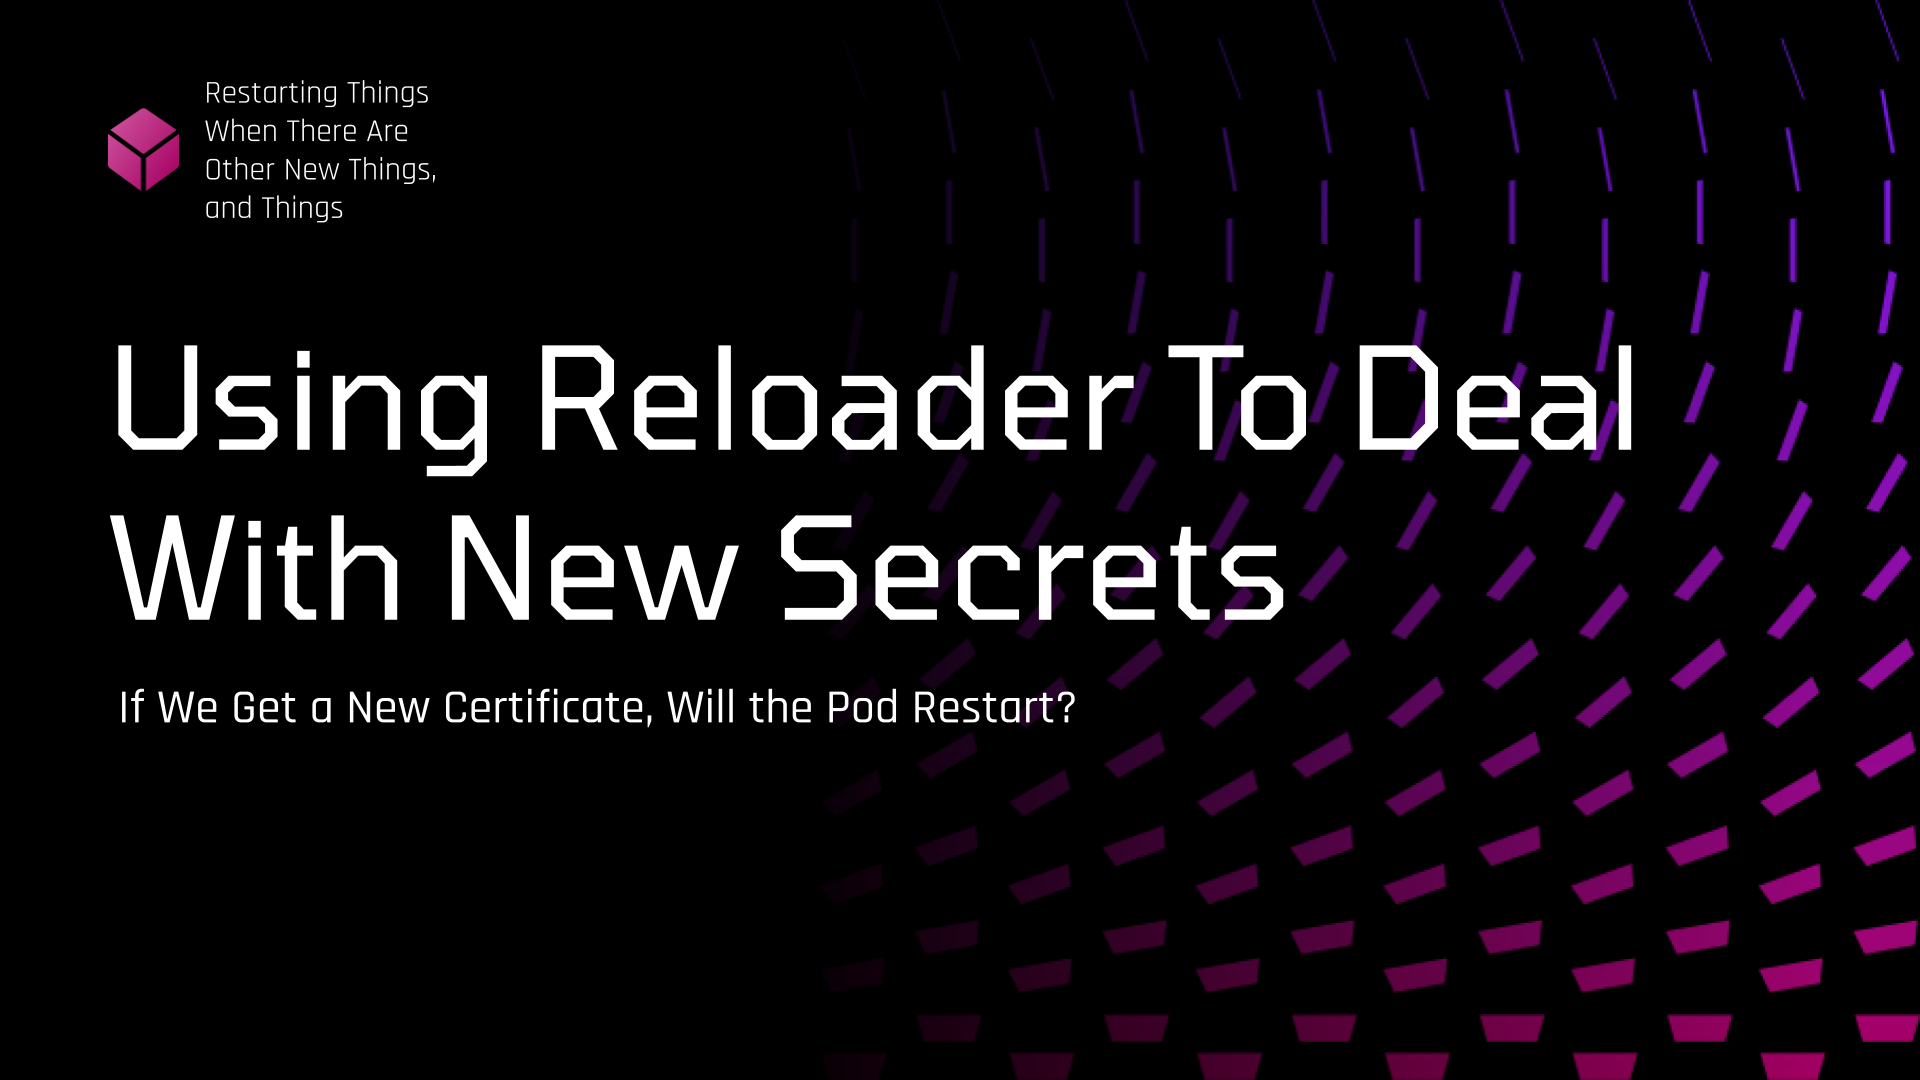 Restarting Things
When There Are
Other New Things,
and Things
Using Reloader To Deal
With New Secrets
If We Get a New Certificate, Will the Pod Restart?